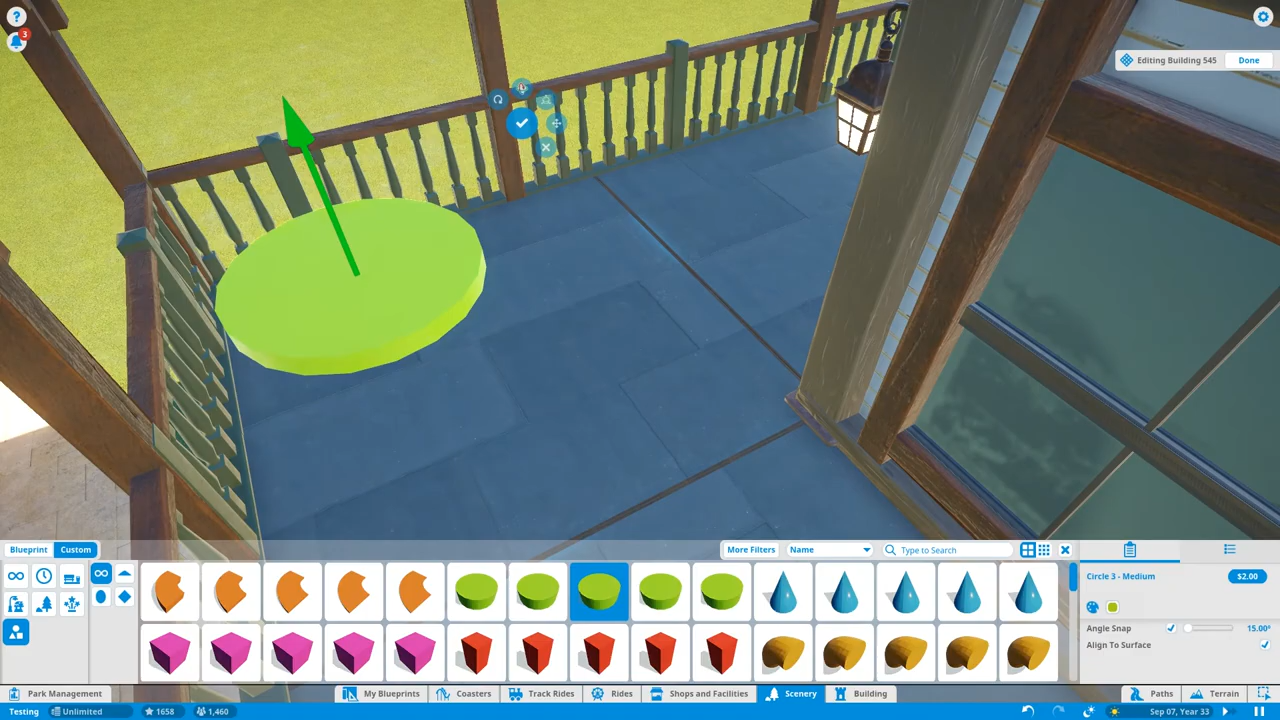 ?
3
Editing Building 545
Done
Blueprint
Custom
More Filters
Name
Type to Search
Circle 3 - Medium
$2.00
Angle Snap
15.00°
Align To Surface
Park Management
My Blueprints
Coasters
Track Rides
Rides
Shops and Facilities
Scenery
Building
Paths
Terrain
Testing
Unlimited
1658
1,460
Sep 07, Year 33